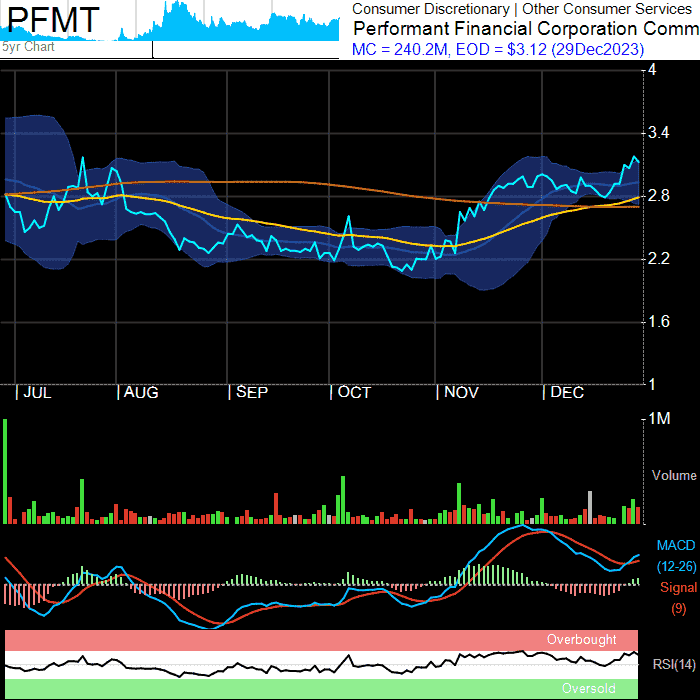 PFMT
5yr Chart
Consumer Discretionary | Other Consumer Services
Performant Financial Corporation Comm
MC = 240.2M, EOD = $3.12 (29Dec2023)
4
3.4
2.8
2.2
1.6
1
JUL AUG SEP OCT NOV DEC
1M
Volume
MACD
(12-26)
Signal
(9)
Overbought
RSI(14)
Oversold